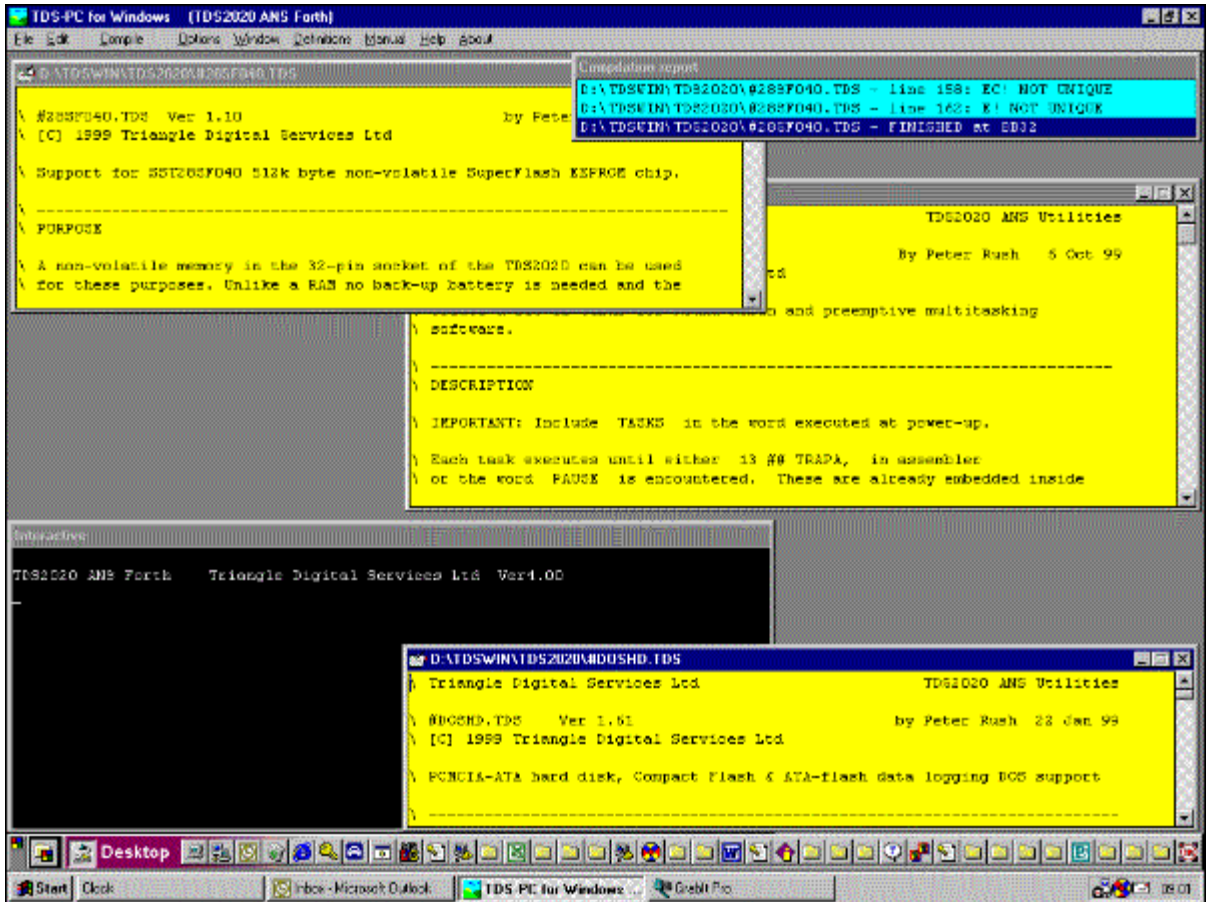 TDS-PC for Windows (TDS2020 ANS Forth)
File Edit Compile Options Window Definitions Manual Help About
D:\TDSWIN\TDS2020\#28SF040.TDS
\ #28SF040.TDS Ver 1.10 by Peter
\ [C] 1999 Triangle Digital Services Ltd
\ Support for SST28SF040 512k byte non-volatile SuperFlash EEPROM chip.
\ ----------------------------------------------------------------------
\ PURPOSE
\ A non-volatile memory in the 32-pin socket of the TDS2020 can be used
\ for these purposes. Unlike a RAM no back-up battery is needed and the
Compilation report
D:\TDSWIN\TDS2020\#28SF040.TDS - line 158: EC! NOT UNIQUE
D:\TDSWIN\TDS2020\#28SF040.TDS - line 162: E! NOT UNIQUE
D:\TDSWIN\TDS2020\#28SF040.TDS - FINISHED at
TDS2020 ANS Utilities
By Peter Rush 5 Oct 99
td
and preemptive multitasking
\ software.
\ ----------------------------------------------------------------------
\ DESCRIPTION
\ IMPORTANT: Include TASKS in the word executed at power-up.
\ Each task executes until either 13 ## TRAPA, in assembler
\ or the word PAUSE is encountered. These are already embedded inside
Interactive
TDS2020 ANS Forth Triangle Digital Services Ltd Ver4.00
D:\TDSWIN\TDS2020\#DOSHD.TDS
\ Triangle Digital Services Ltd TDS2020 ANS Utilities
\ #DOSHD.TDS Ver 1.51 by Peter Rush 22 Jan 99
\ [C] 1999 Triangle Digital Services Ltd
\ PCMCIA-ATA hard disk, Compact Flash & ATA-flash data logging DOS support
\ ----------------------------------------------------------------------
Desktop
Start Clock Inbox - Microsoft Outlook TDS-PC for Windows ... GrabIt Pro 09:01